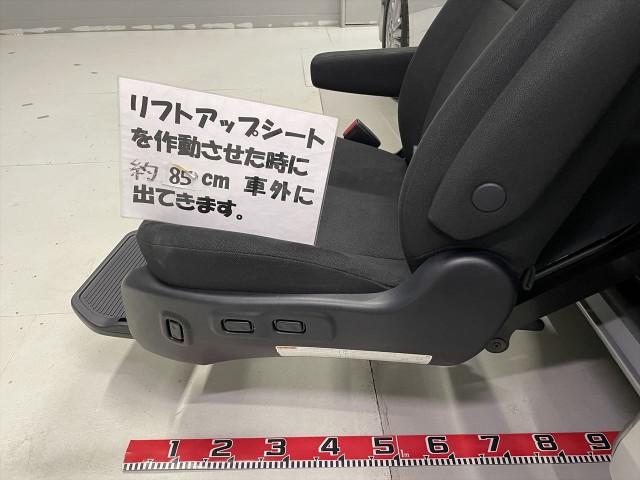 リフトアップシート
を作動させた時に
約 85 cm 車外に
出てきます。
1 2 3 4 5 6 7 8 9